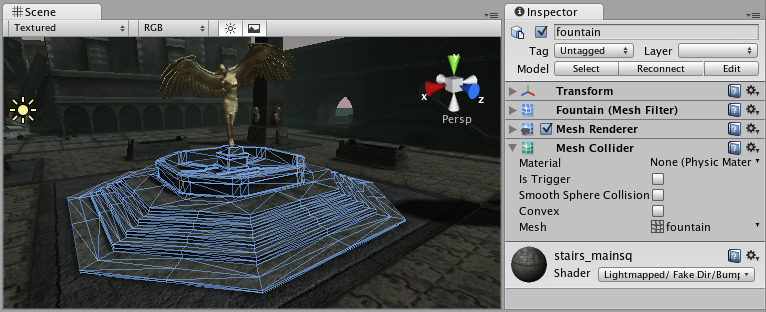 Scene
Textured
RGB
y
x
z
Persp
Inspector
fountain
Tag Untagged Layer
Model Select Reconnect Edit
Transform
Fountain (Mesh Filter)
Mesh Renderer
Mesh Collider
Material None (Physic Mater
Is Trigger
Smooth Sphere Collision
Convex
Mesh fountain
stairs_mainsq
Shader Lightmapped/ Fake Dir/Bump